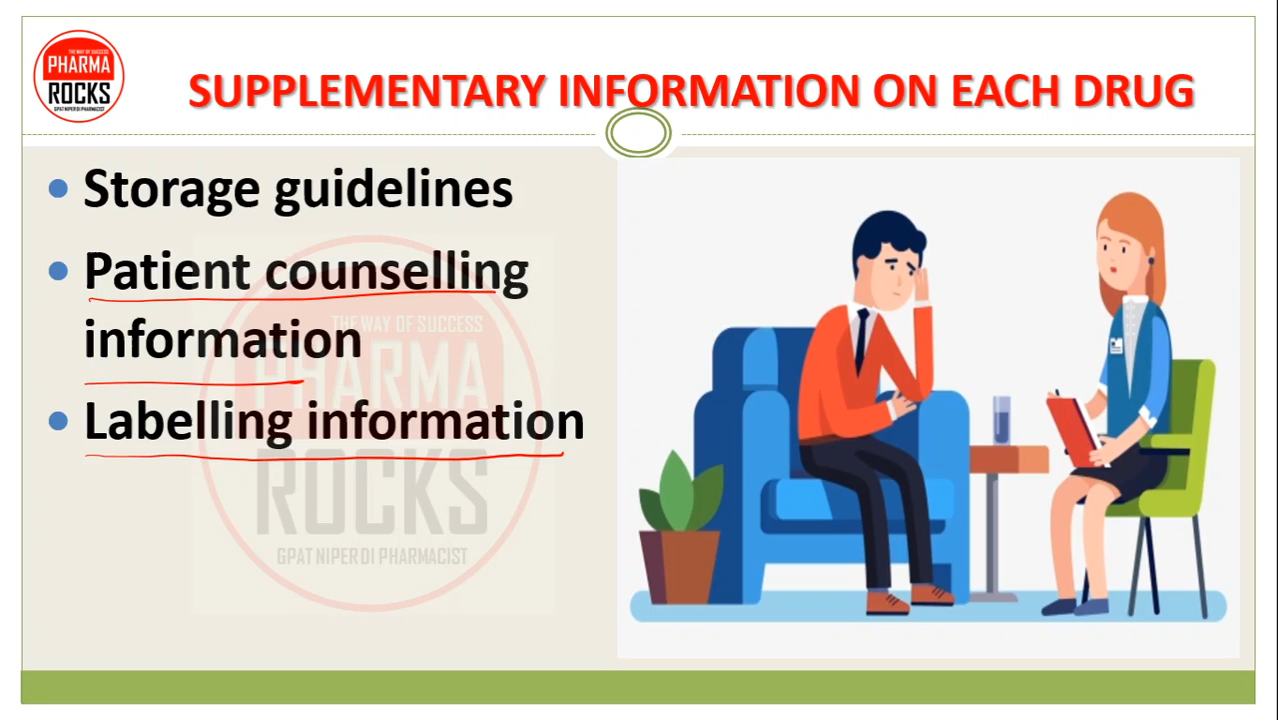 THE WAY OF SUCCESS
PHARMA
ROCKS
GPAT NIPER DI PHARMACIST
SUPPLEMENTARY INFORMATION ON EACH DRUG
• Storage guidelines
• Patient counselling
information
• Labelling information
THE WAY OF SUCCESS
PHARMA
ROCKS
GPAT NIPER DI PHARMACIST